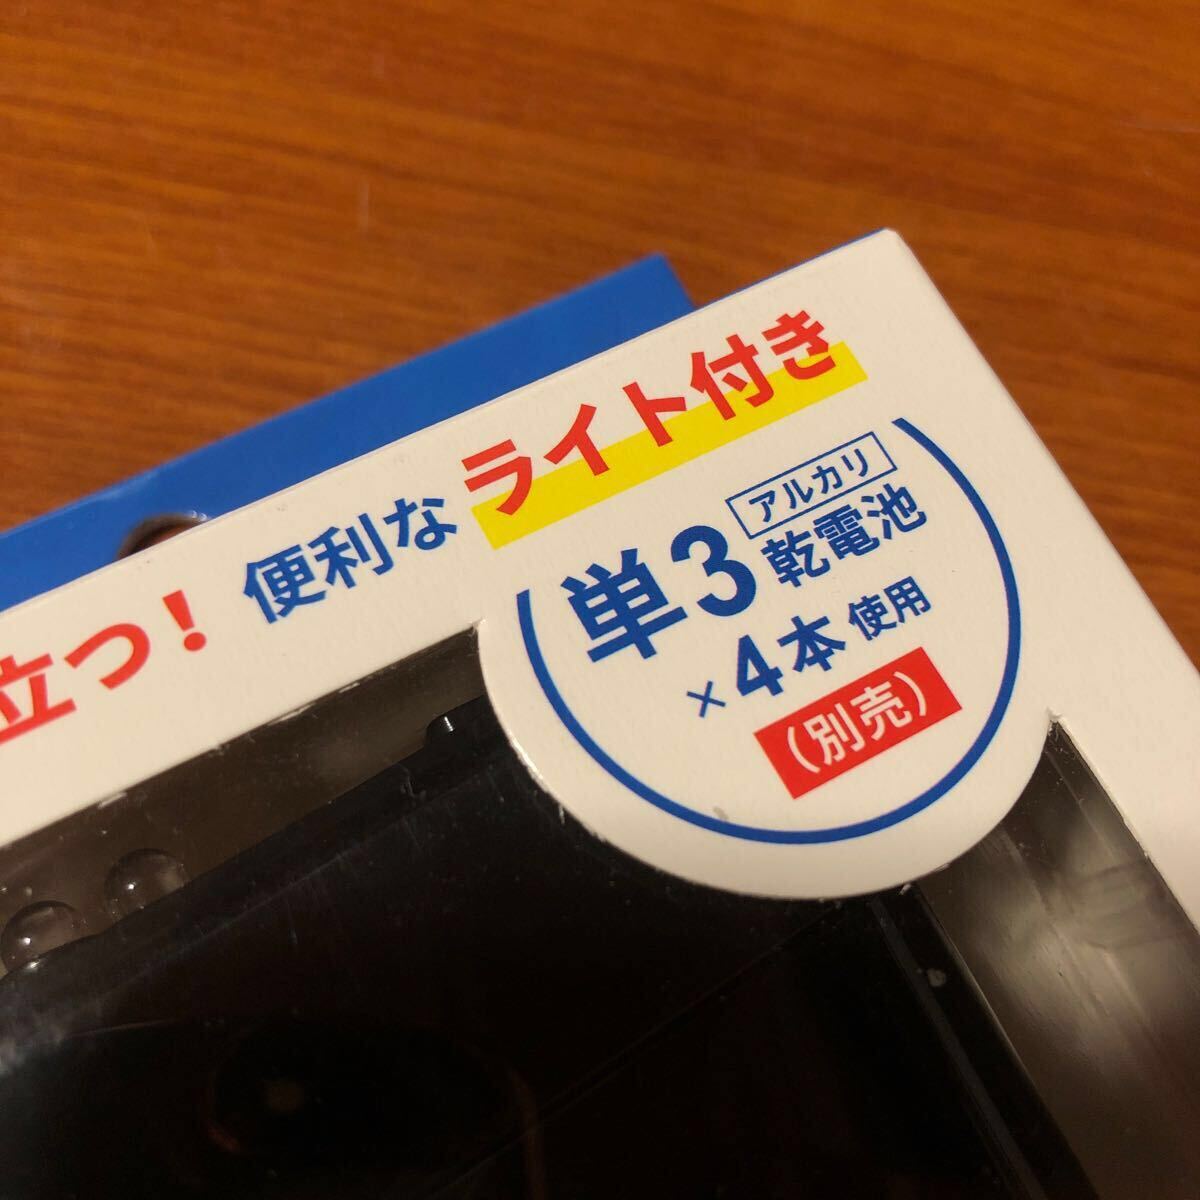 立つ! 便利なライト付き
アルカリ
単3乾電池
×4本使用
(別売)